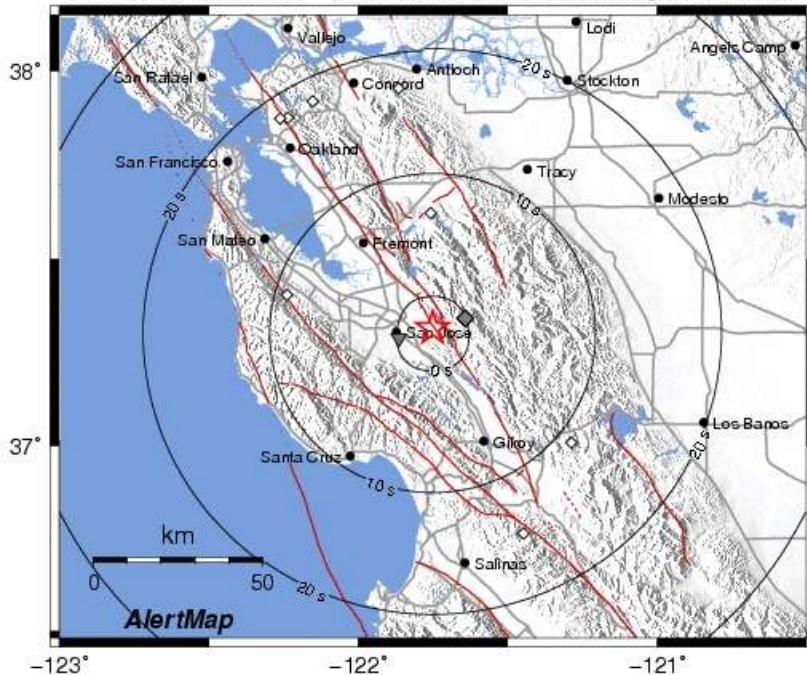 Lodi
Vallejo
Angels Camp
38°
San Rafael
Concord
Antioch
20 s
Stockton
San Francisco
Oakland
Tracy
20 s
10 s
Modesto
San Mateo
Fremont
San Jose
0 s
37°
Santa Cruz
Gilroy
Los Banos
10 s
20 s
km
0
50
20 s
Salinas
AlertMap
−123°
−122°
−121°